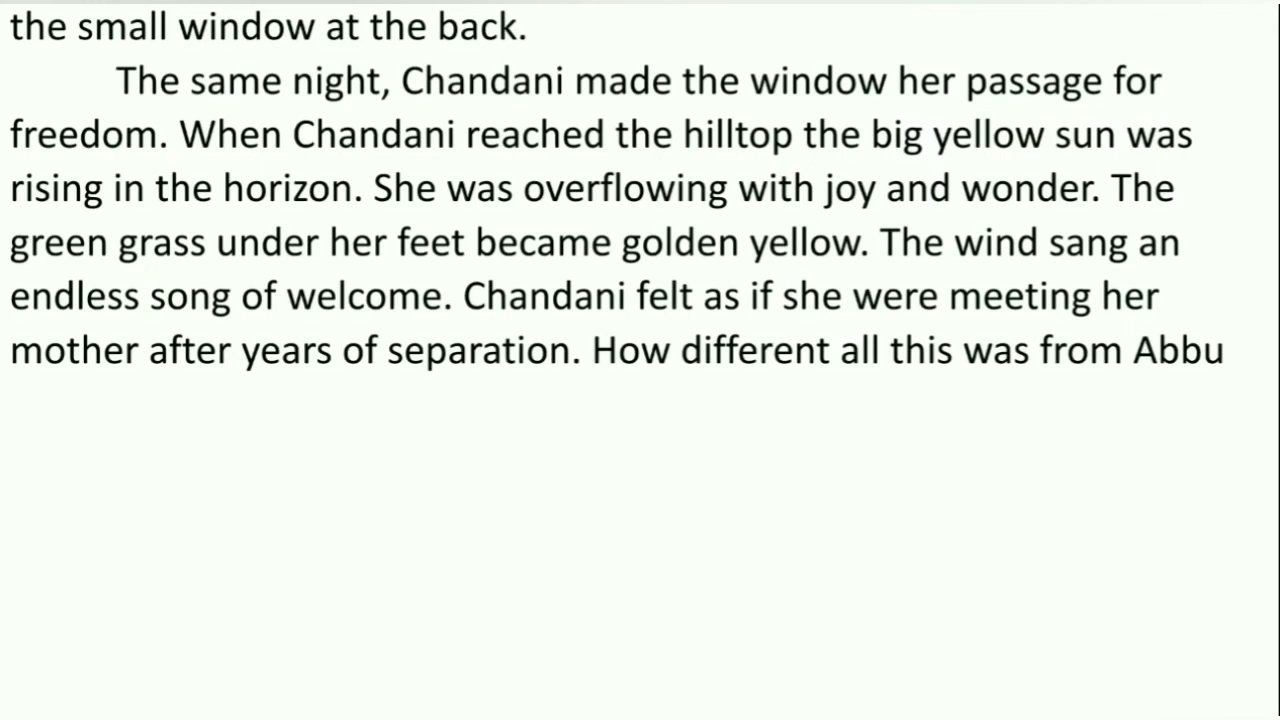 the small window at the back.
The same night, Chandani made the window her passage for
freedom. When Chandani reached the hilltop the big yellow sun was
rising in the horizon. She was overflowing with joy and wonder. The
green grass under her feet became golden yellow. The wind sang an
endless song of welcome. Chandani felt as if she were meeting her
mother after years of separation. How different all this was from Abbu